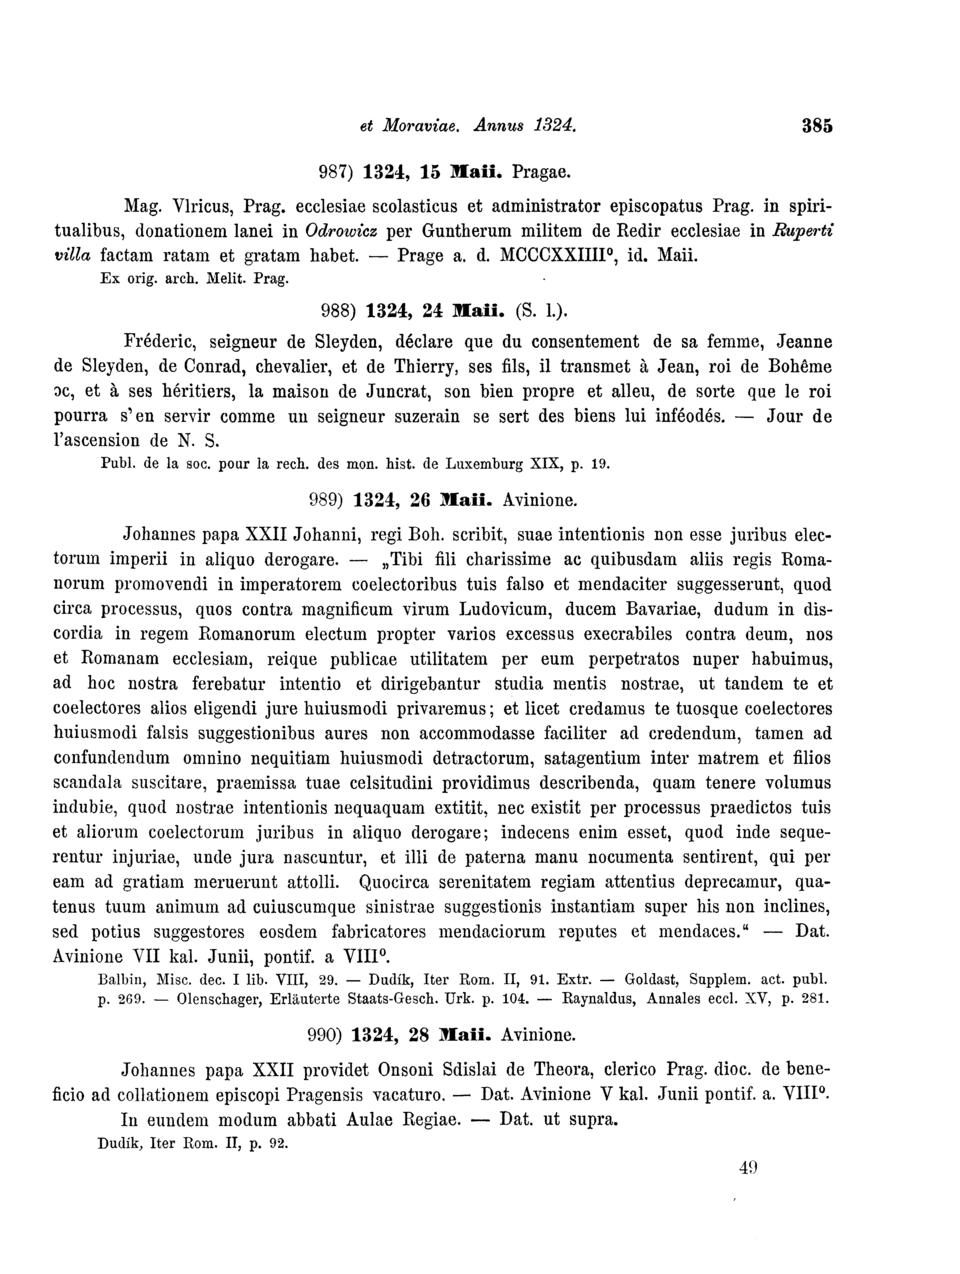 et Moraviae. Annus 1324. 385
987) 1324, 15 Maii. Pragae.
Mag. Vlricus, Prag. ecclesiae scolasticus et administrator episcopatus Prag. in spiri-
tualibus, donationem lanei in Odrowicz per Guntherum militem de Redir ecclesiae in Ruperti
villa factam ratam et gratam habet. — Prage a. d. MCCCXXIIII⁰, id. Maii.
Ex orig. arch. Melit. Prag.
988) 1324, 24 Maii. (S. l.).
Fréderic, seigneur de Sleyden, déclare que du consentement de sa femme, Jeanne
de Sleyden, de Conrad, chevalier, et de Thierry, ses fils, il transmet à Jean, roi de Bohême
ɔc, et à ses héritiers, la maison de Juncrat, son bien propre et alleu, de sorte que le roi
pourra s'en servir comme un seigneur suzerain se sert des biens lui inféodés. — Jour de
l'ascension de N. S.
Publ. de la soc. pour la rech. des mon. hist. de Luxemburg XIX, p. 19.
989) 1324, 26 Maii. Avinione.
Johannes papa XXII Johanni, regi Boh. scribit, suae intentionis non esse juribus elec-
torum imperii in aliquo derogare. — „Tibi fili charissime ac quibusdam aliis regis Roma-
norum promovendi in imperatorem coelectoribus tuis falso et mendaciter suggesserunt, quod
circa processus, quos contra magnificum virum Ludovicum, ducem Bavariae, dudum in dis-
cordia in regem Romanorum electum propter varios excessus execrabiles contra deum, nos
et Romanam ecclesiam, reique publicae utilitatem per eum perpetratos nuper habuimus,
ad hoc nostra ferebatur intentio et dirigebantur studia mentis nostrae, ut tandem te et
coelectores alios eligendi jure huiusmodi privaremus; et licet credamus te tuosque coelectores
huiusmodi falsis suggestionibus aures non accommodasse faciliter ad credendum, tamen ad
confundendum omnino nequitiam huiusmodi detractorum, satagentium inter matrem et filios
scandala suscitare, praemissa tuae celsitudini providimus describenda, quam tenere volumus
indubie, quod nostrae intentionis nequaquam extitit, nec existit per processus praedictos tuis
et aliorum coelectorum juribus in aliquo derogare; indecens enim esset, quod inde seque-
rentur injuriae, unde jura nascuntur, et illi de paterna manu nocumenta sentirent, qui per
eam ad gratiam meruerunt attolli. Quocirca serenitatem regiam attentius deprecamur, qua-
tenus tuum animum ad cuiuscumque sinistrae suggestionis instantiam super his non inclines,
sed potius suggestores eosdem fabricatores mendaciorum reputes et mendaces.“ — Dat.
Avinione VII kal. Junii, pontif. a VIII⁰.
Balbin, Misc. dec. I lib. VIII, 29. — Dudík, Iter Rom. II, 91. Extr. — Goldast, Supplem. act. publ.
p. 269. — Olenschager, Erläuterte Staats-Gesch. Urk. p. 104. — Raynaldus, Annales eccl. XV, p. 281.
990) 1324, 28 Maii. Avinione.
Johannes papa XXII providet Onsoni Sdislai de Theora, clerico Prag. dioc. de bene-
ficio ad collationem episcopi Pragensis vacaturo. — Dat. Avinione V kal. Junii pontif. a. VIII⁰.
In eundem modum abbati Aulae Regiae. — Dat. ut supra.
Dudík, Iter Rom. II, p. 92.
49